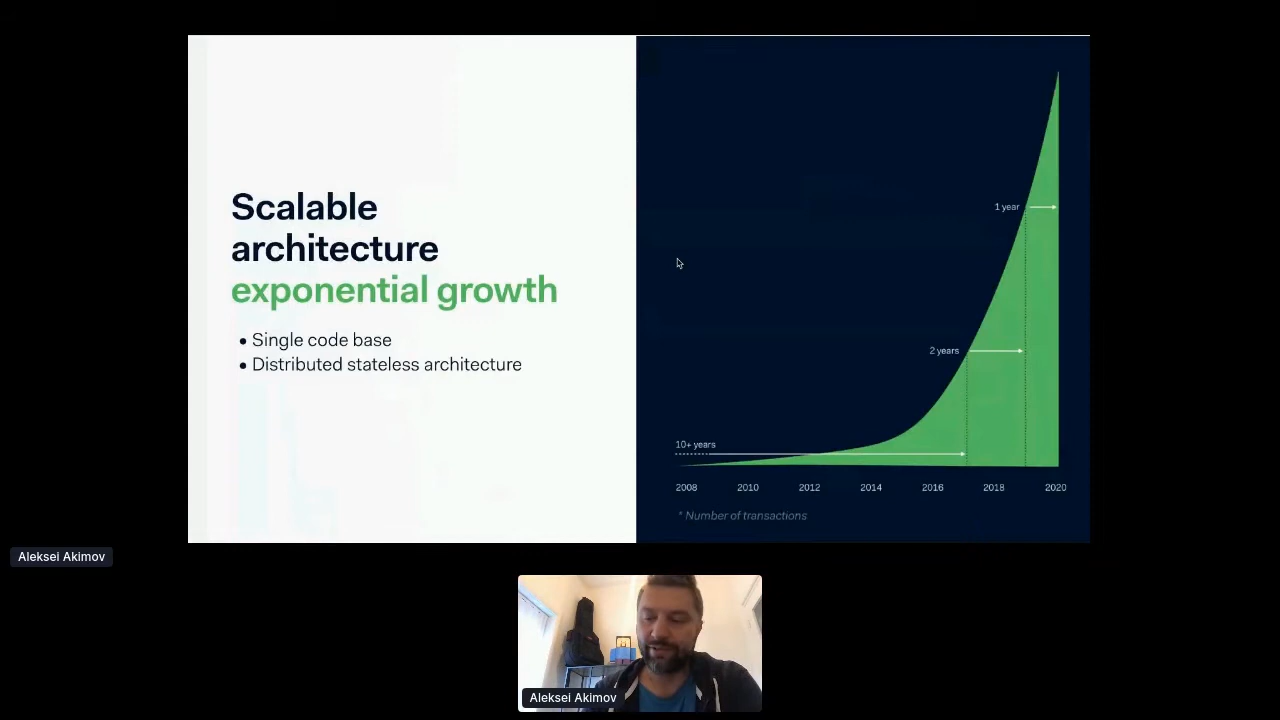 Scalable
architecture
exponential growth
• Single code base
• Distributed stateless architecture
1 year
2 years
10+ years
2008 2010 2012 2014 2016 2018 2020
* Number of transactions
Aleksei Akimov
Aleksei Akimov